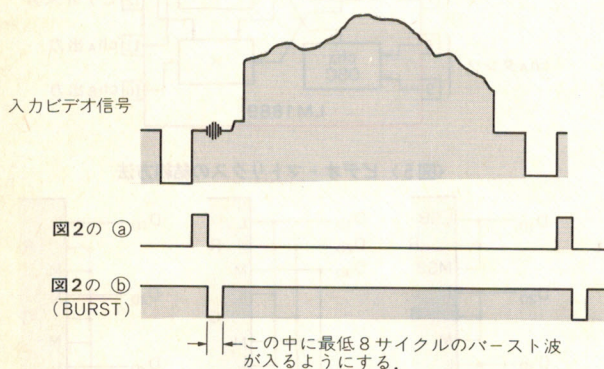 入力ビデオ信号
図2の ⓐ
図2の ⓑ
(BURST)
この中に最低8サイクルのバースト波
が入るようにする.